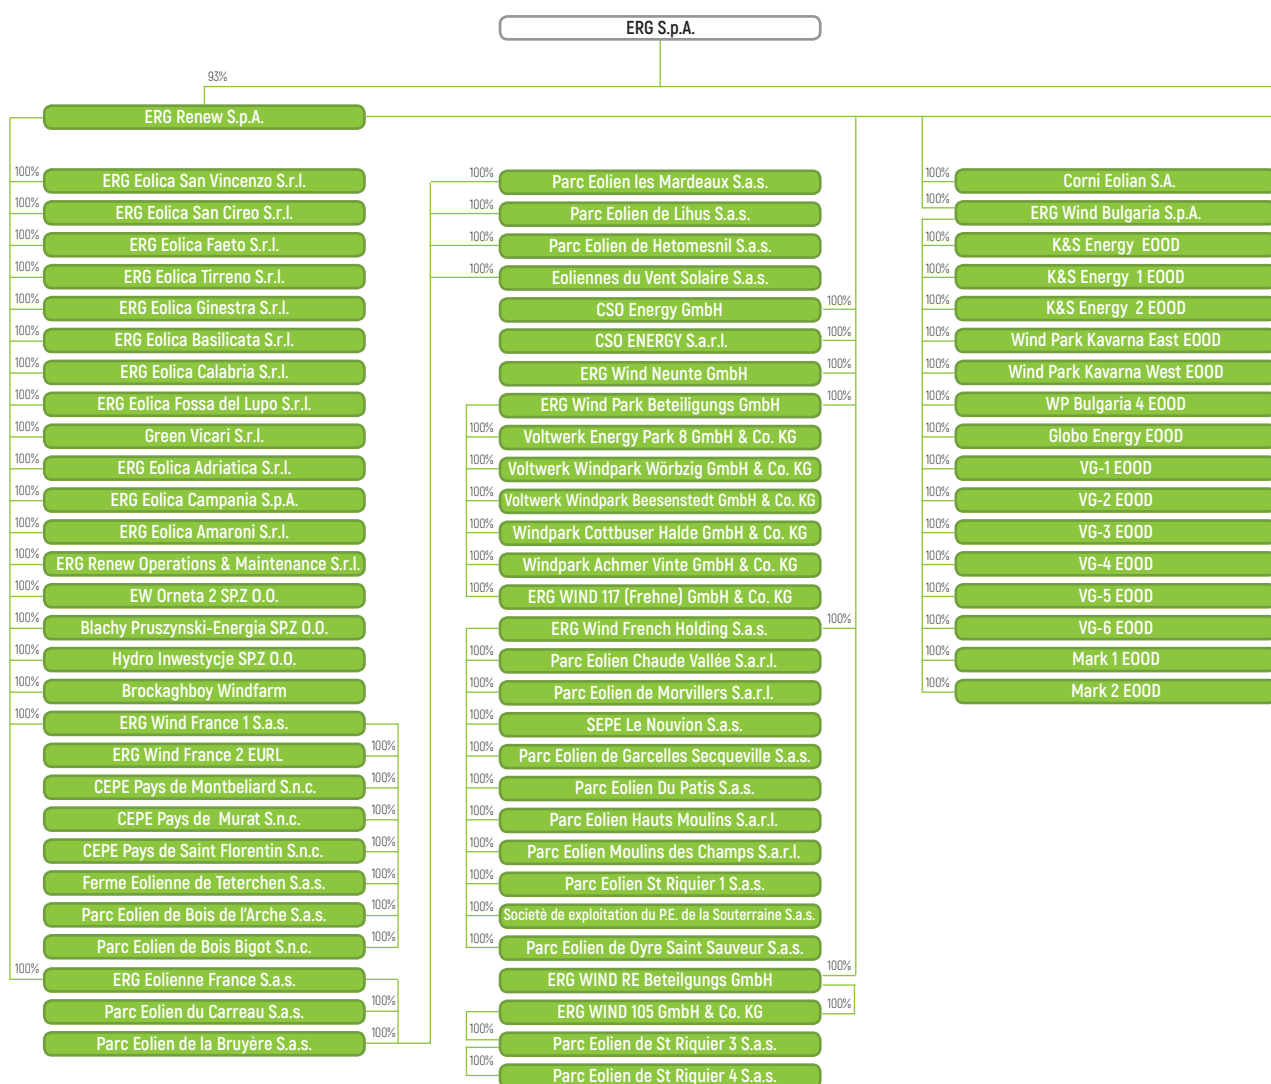 ERG S.p.A.
93%
ERG Renew S.p.A.
100%
ERG Eolica San Vincenzo S.r.l.
100%
ERG Eolica San Cireo S.r.l.
100%
ERG Eolica Faeto S.r.l.
100%
ERG Eolica Tirreno S.r.l.
100%
ERG Eolica Ginestra S.r.l.
100%
ERG Eolica Basilicata S.r.l.
100%
ERG Eolica Calabria S.r.l.
100%
ERG Eolica Fossa del Lupo S.r.l.
100%
Green Vicari S.r.l.
100%
ERG Eolica Adriatica S.r.l.
100%
ERG Eolica Campania S.p.A.
100%
ERG Eolica Amaroni S.r.l.
100%
ERG Renew Operations & Maintenance S.r.l.
100%
EW Orneta 2 SP.Z O.O.
100%
Blachy Pruszynski-Energia SP.Z O.O.
100%
Hydro Inwestycje SP.Z O.O.
100%
Brockaghboy Windfarm
100%
ERG Wind France 1 S.a.s.
ERG Wind France 2 EURL
100%
CEPE Pays de Montbeliard S.n.c.
100%
CEPE Pays de Murat S.n.c.
100%
CEPE Pays de Saint Florentin S.n.c.
100%
Ferme Eolienne de Teterchen S.a.s.
100%
Parc Eolien de Bois de l'Arche S.a.s.
100%
Parc Eolien de Bois Bigot S.n.c.
100%
100%
ERG Eolienne France S.a.s.
Parc Eolien du Carreau S.a.s.
100%
Parc Eolien de la Bruyère S.a.s.
100%
100%
Parc Eolien les Mardeaux S.a.s.
100%
Parc Eolien de Lihus S.a.s.
100%
Parc Eolien de Hetomesnil S.a.s.
100%
Eoliennes du Vent Solaire S.a.s.
CSO Energy GmbH
100%
CSO ENERGY S.a.r.l.
100%
ERG Wind Neunte GmbH
100%
ERG Wind Park Beteiligungs GmbH
100%
100%
Voltwerk Energy Park 8 GmbH & Co. KG
100%
Voltwerk Windpark Wörbzig GmbH & Co. KG
100%
Voltwerk Windpark Beesenstedt GmbH & Co. KG
100%
Windpark Cottbuser Halde GmbH & Co. KG
100%
Windpark Achmer Vinte GmbH & Co. KG
100%
ERG WIND 117 (Frehne) GmbH & Co. KG
ERG Wind French Holding S.a.s.
100%
100%
Parc Eolien Chaude Vallée S.a.r.l.
100%
Parc Eolien de Morvillers S.a.r.l.
100%
SEPE Le Nouvion S.a.s.
100%
Parc Eolien de Garcelles Secqueville S.a.s.
100%
Parc Eolien Du Patis S.a.s.
100%
Parc Eolien Hauts Moulins S.a.r.l.
100%
Parc Eolien Moulins des Champs S.a.r.l.
100%
Parc Eolien St Riquier 1 S.a.s.
100%
Societè de exploitation du P.E. de la Souterraine S.a.s.
100%
Parc Eolien de Oyre Saint Sauveur S.a.s.
ERG WIND RE Beteilgungs GmbH
100%
ERG WIND 105 GmbH & Co. KG
100%
100%
Parc Eolien de St Riquier 3 S.a.s.
100%
Parc Eolien de St Riquier 4 S.a.s.
100%
Corni Eolian S.A.
100%
ERG Wind Bulgaria S.p.A.
100%
K&S Energy EOOD
100%
K&S Energy 1 EOOD
100%
K&S Energy 2 EOOD
100%
Wind Park Kavarna East EOOD
100%
Wind Park Kavarna West EOOD
100%
WP Bulgaria 4 EOOD
100%
Globo Energy EOOD
100%
VG-1 EOOD
100%
VG-2 EOOD
100%
VG-3 EOOD
100%
VG-4 EOOD
100%
VG-5 EOOD
100%
VG-6 EOOD
100%
Mark 1 EOOD
100%
Mark 2 EOOD